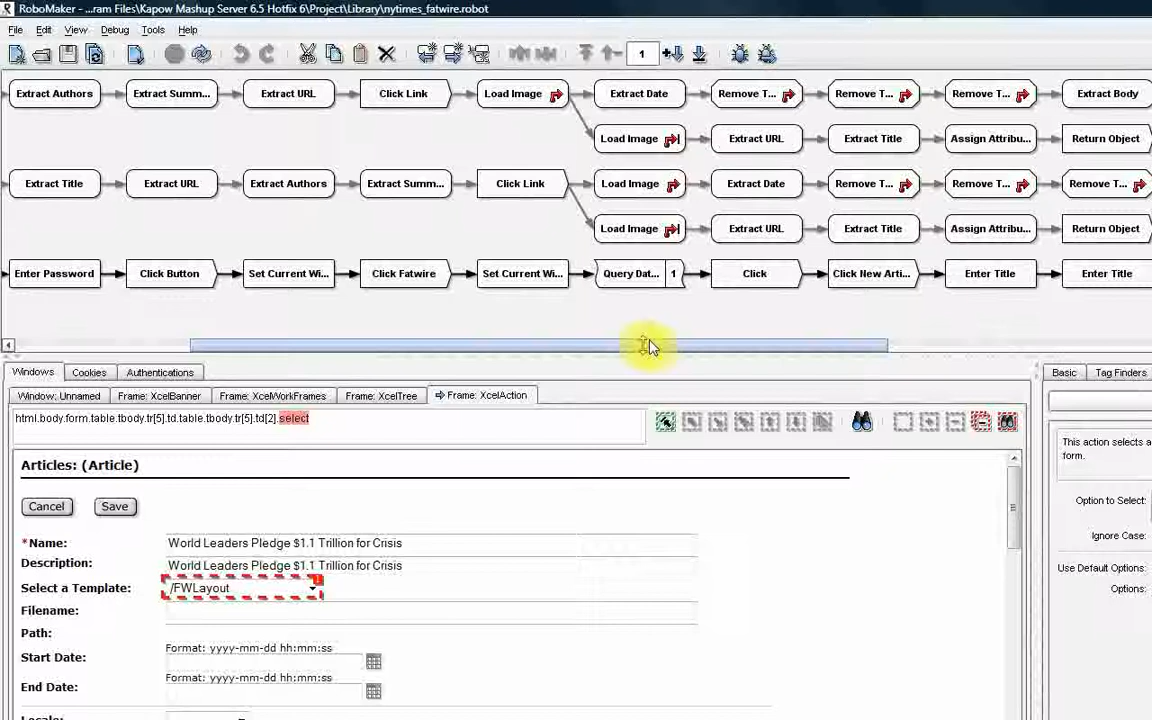 RoboMaker - ...ram Files\Kapow Mashup Server 6.5 Hotfix 6\Project\Library\nytimes_fatwire.robot
File Edit View Debug Tools Help
1
Extract Authors Extract Summ... Extract URL Click Link Load Image Extract Date Remove T... Remove T... Remove T... Extract Body
Load Image Extract URL Extract Title Assign Attribu... Return Object
Extract Title Extract URL Extract Authors Extract Summ... Click Link Load Image Extract Date Remove T... Remove T... Remove T...
Load Image Extract URL Extract Title Assign Attribu... Return Object
Enter Password Click Button Set Current Wi... Click Fatwire Set Current Wi... Query Dat... 1 Click Click New Arti... Enter Title Enter Title
Windows Cookies Authentications Basic Tag Finders
Window: Unnamed Frame: XcelBanner Frame: XcelWorkFrames Frame: XcelTree Frame: XcelAction
html.body.form.table.tbody.tr[5].td.table.tbody.tr[5].td[2].select
This action selects a
form.
Articles: (Article)
Cancel Save
Option to Select:
Ignore Case:
*Name: World Leaders Pledge $1.1 Trillion for Crisis
Description: World Leaders Pledge $1.1 Trillion for Crisis
Use Default Options:
Select a Template: /FWLayout
Options:
Filename:
Path:
Format: yyyy-mm-dd hh:mm:ss
Start Date:
Format: yyyy-mm-dd hh:mm:ss
End Date:
Locale: